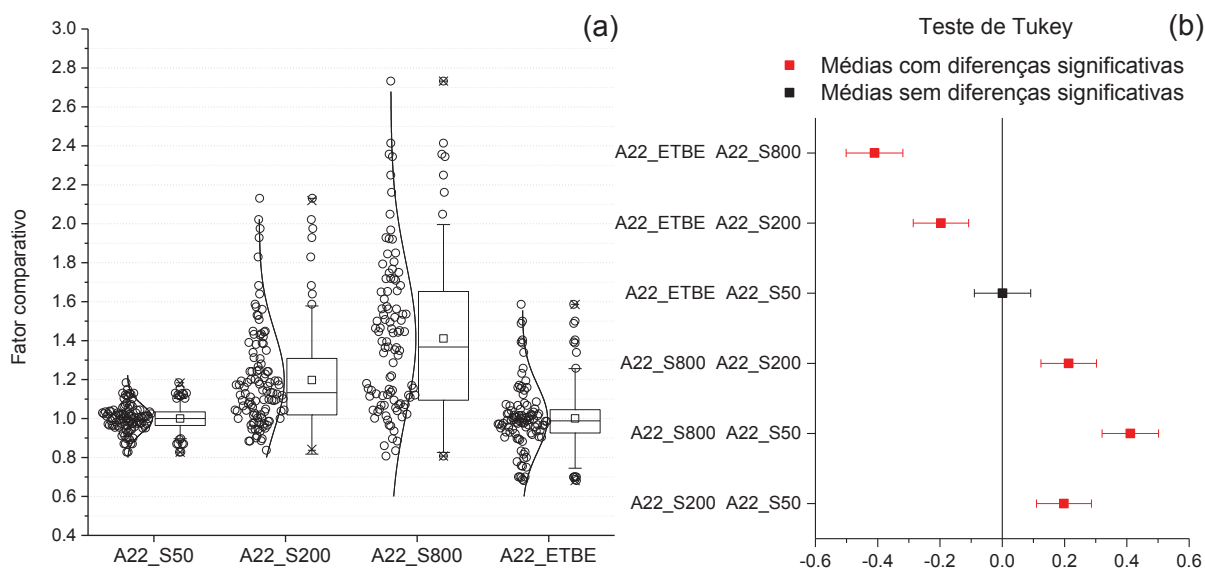 (a)
3.0
2.8
2.6
2.4
2.2
2.0
1.8
1.6
1.4
1.2
1.0
0.8
0.6
0.4
Fator comparativo
A22_S50 A22_S200 A22_S800 A22_ETBE
Teste de Tukey (b)
Médias com diferenças significativas
Médias sem diferenças significativas
A22_ETBE A22_S800
A22_ETBE A22_S200
A22_ETBE A22_S50
A22_S800 A22_S200
A22_S800 A22_S50
A22_S200 A22_S50
-0.6 -0.4 -0.2 0.0 0.2 0.4 0.6